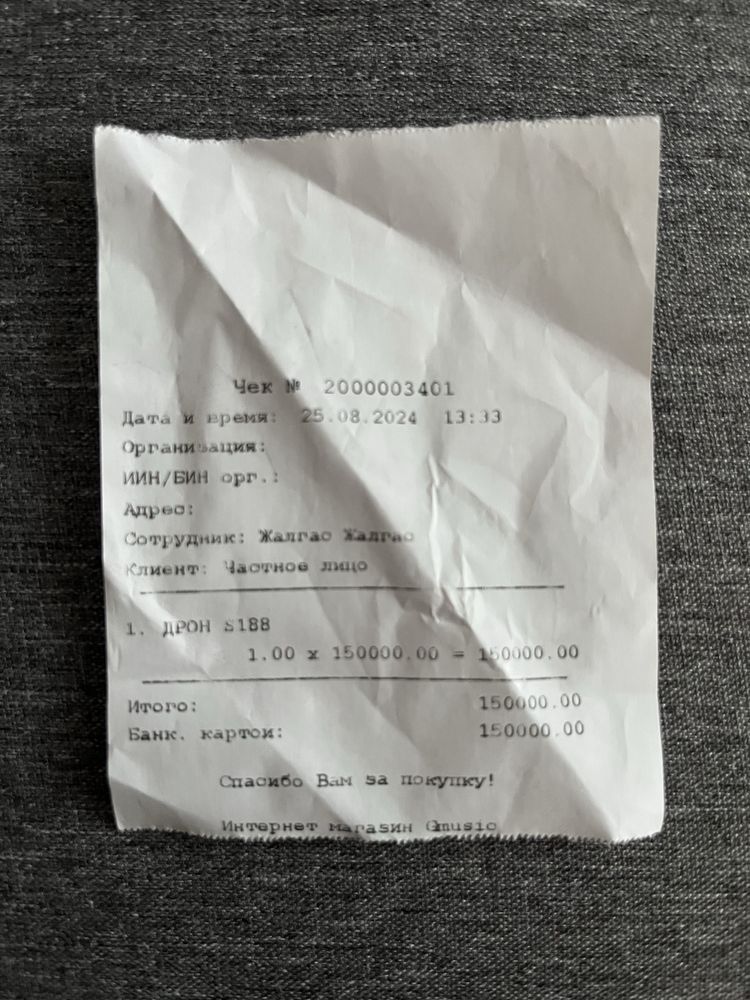 Чек № 2000003401
Дата и время: 25.08.2024 13:33
Организация:
ИИН/БИН орг.:
Адрес:
Сотрудник: Жалгас Жалгас
Клиент: Частное лицо
1. ДРОН S188
1.00 x 150000.00 = 150000.00
Итого: 150000.00
Банк. картой: 150000.00
Спасибо Вам за покупку!
Интернет магазин Qmusic